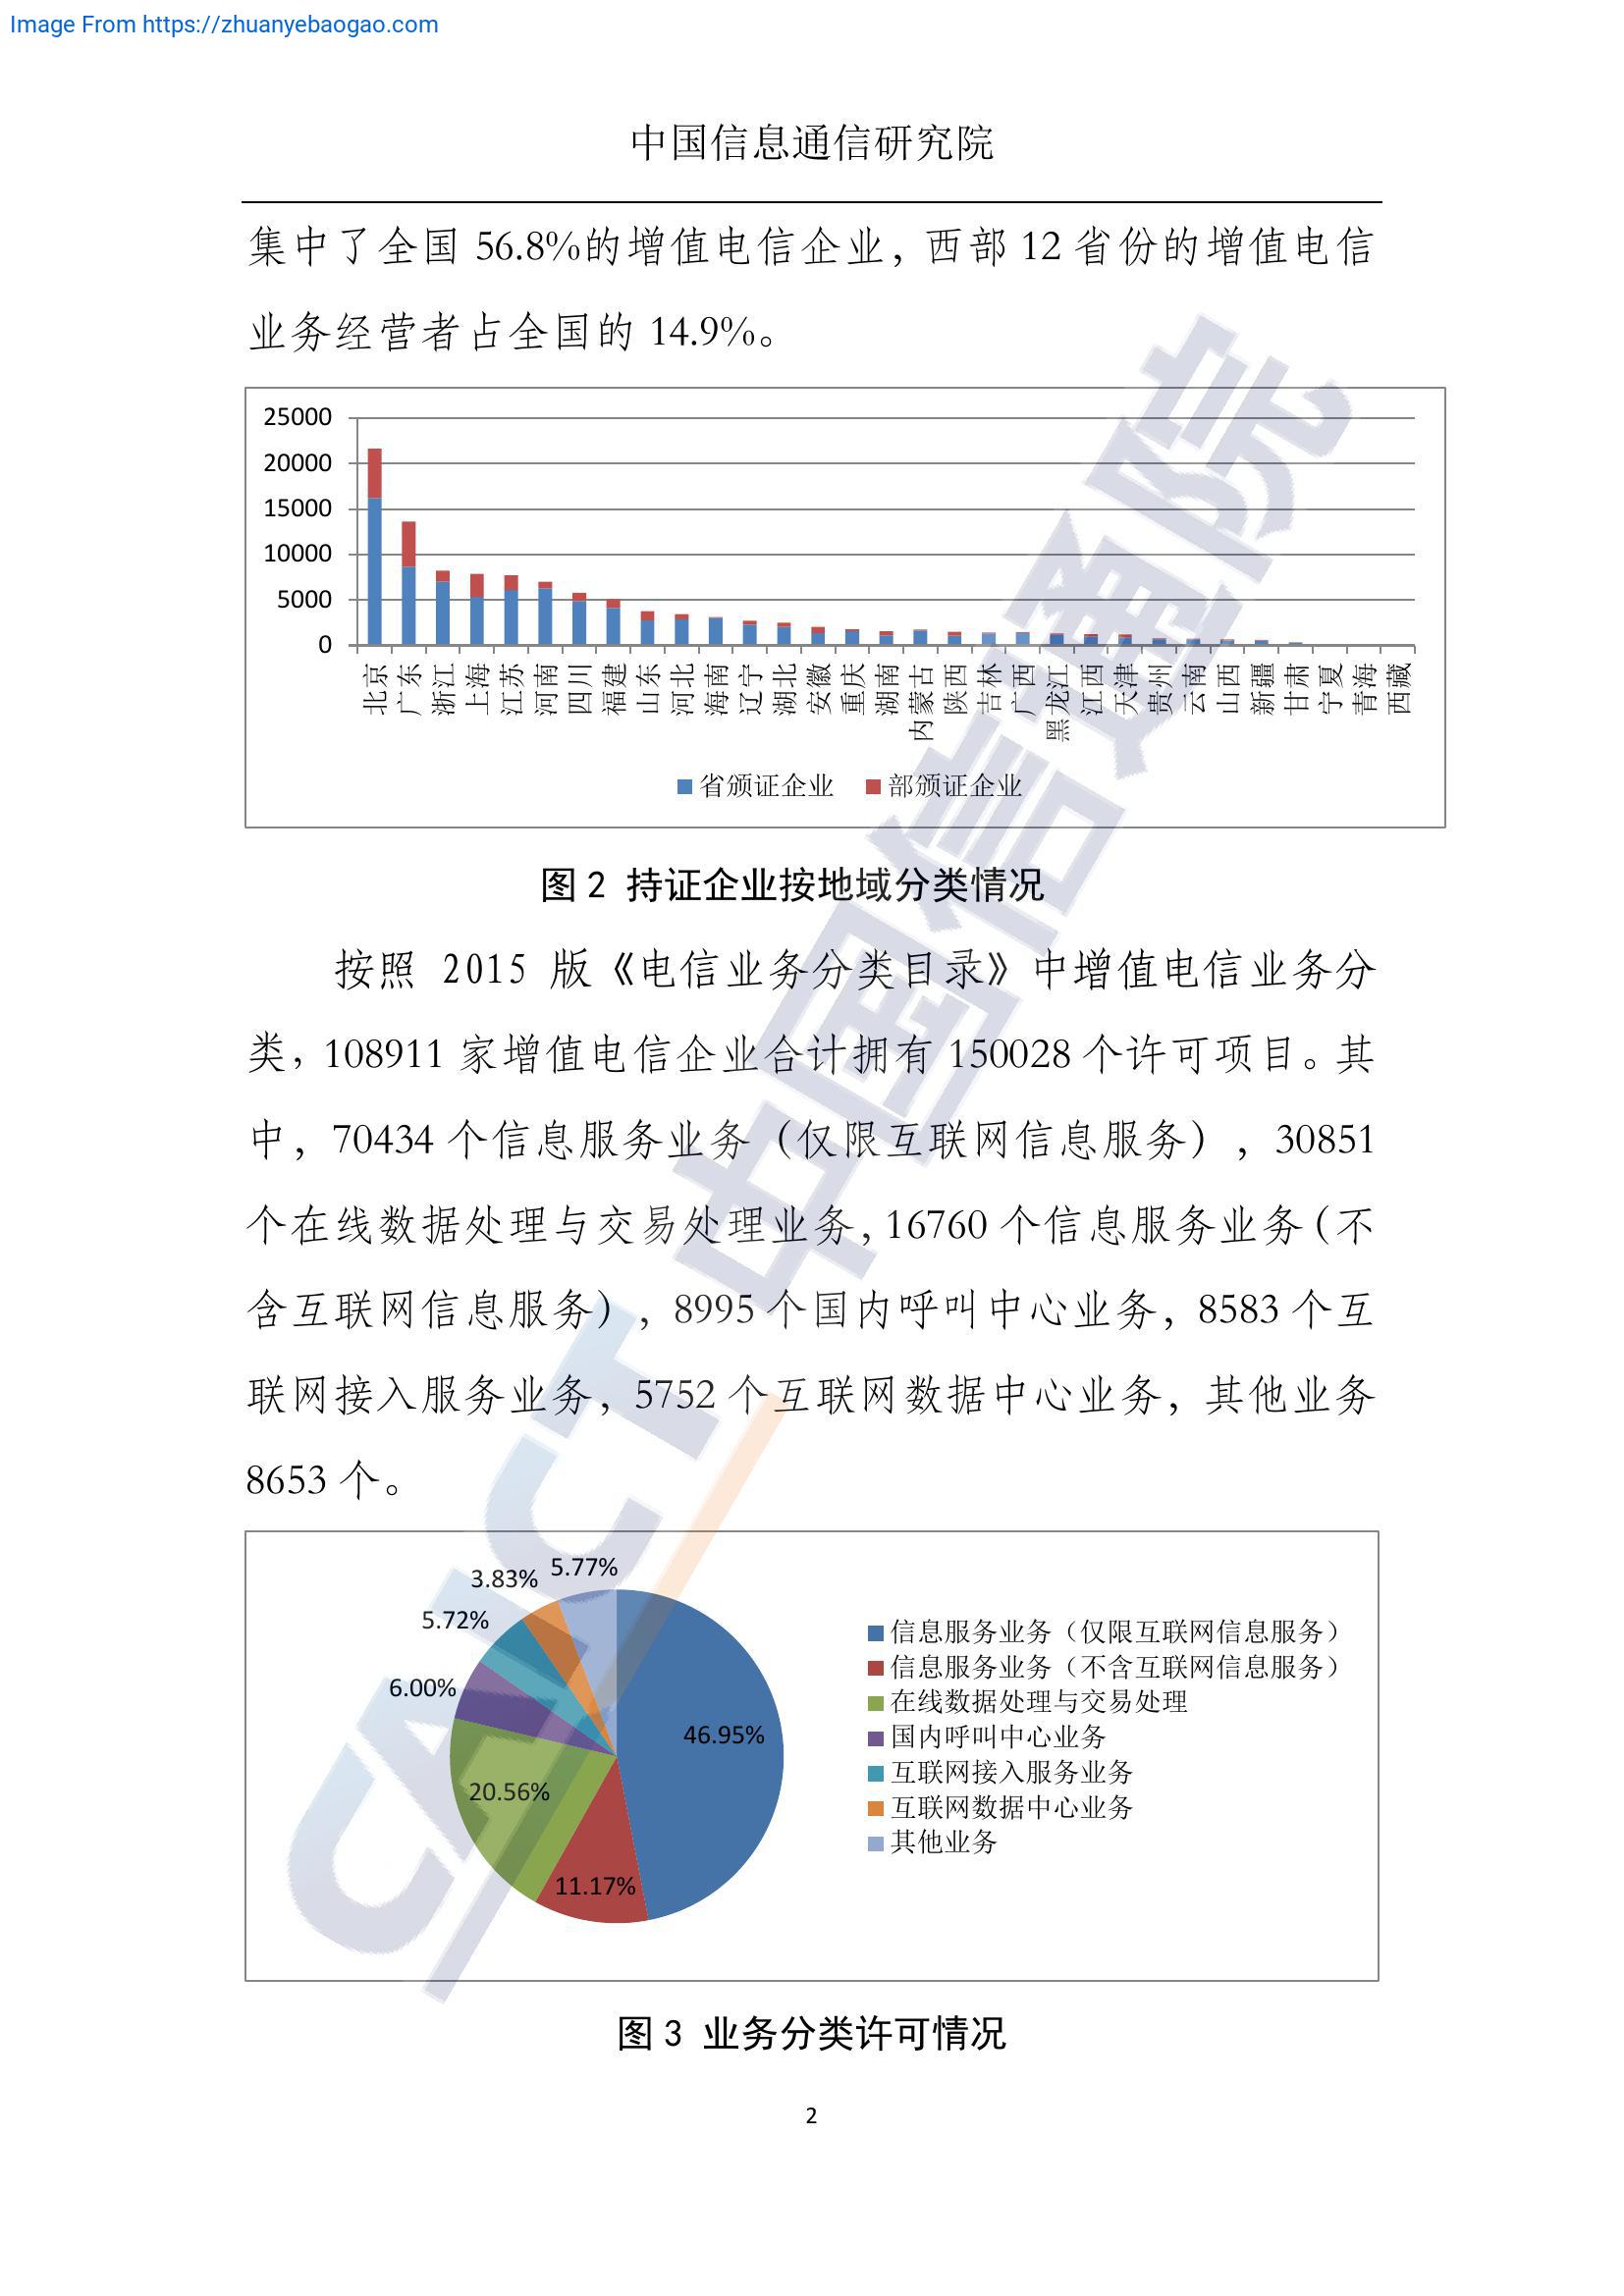 Image From https://zhuanyebaogao.com
中国信息通信研究院
集中了全国 56.8%的增值电信企业，西部 12 省份的增值电信
业务经营者占全国的 14.9%。
25000
20000
15000
10000
5000
0
北京 广东 浙江 上海 江苏 河南 四川 福建 山东 河北 海南 辽宁 湖北 安徽 重庆 湖南 内蒙古 陕西 吉林 广西 黑龙江 江西 天津 贵州 云南 山西 新疆 甘肃 宁夏 青海 西藏
省颁证企业 部颁证企业
图 2 持证企业按地域分类情况
按照 2015 版《电信业务分类目录》中增值电信业务分
类，108911 家增值电信企业合计拥有 150028 个许可项目。其
中，70434 个信息服务业务（仅限互联网信息服务），30851
个在线数据处理与交易处理业务，16760 个信息服务业务（不
含互联网信息服务），8995 个国内呼叫中心业务，8583 个互
联网接入服务业务，5752 个互联网数据中心业务，其他业务
8653 个。
5.77%
3.83%
5.72%
6.00%
46.95%
20.56%
11.17%
信息服务业务（仅限互联网信息服务）
信息服务业务（不含互联网信息服务）
在线数据处理与交易处理
国内呼叫中心业务
互联网接入服务业务
互联网数据中心业务
其他业务
图 3 业务分类许可情况
2
CAICT 中国信通院